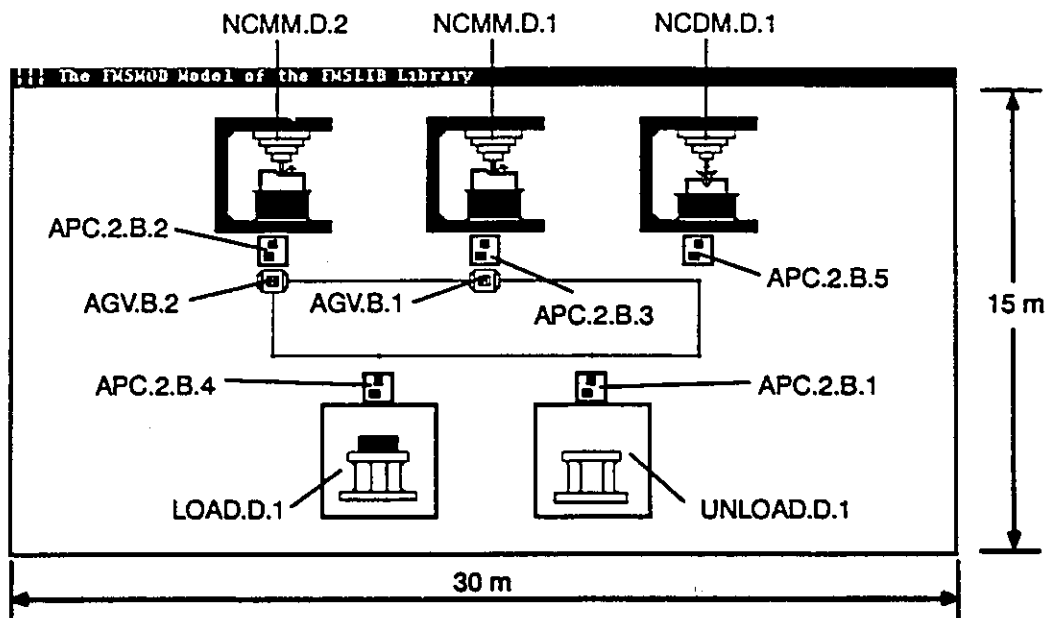 NCMM.D.2 NCMM.D.1 NCDM.D.1
The FMSMOD Model of the FMSLIB Library
APC.2.B.2
APC.2.B.5
AGV.B.2 AGV.B.1
APC.2.B.3
15 m
APC.2.B.4 APC.2.B.1
LOAD.D.1 UNLOAD.D.1
30 m